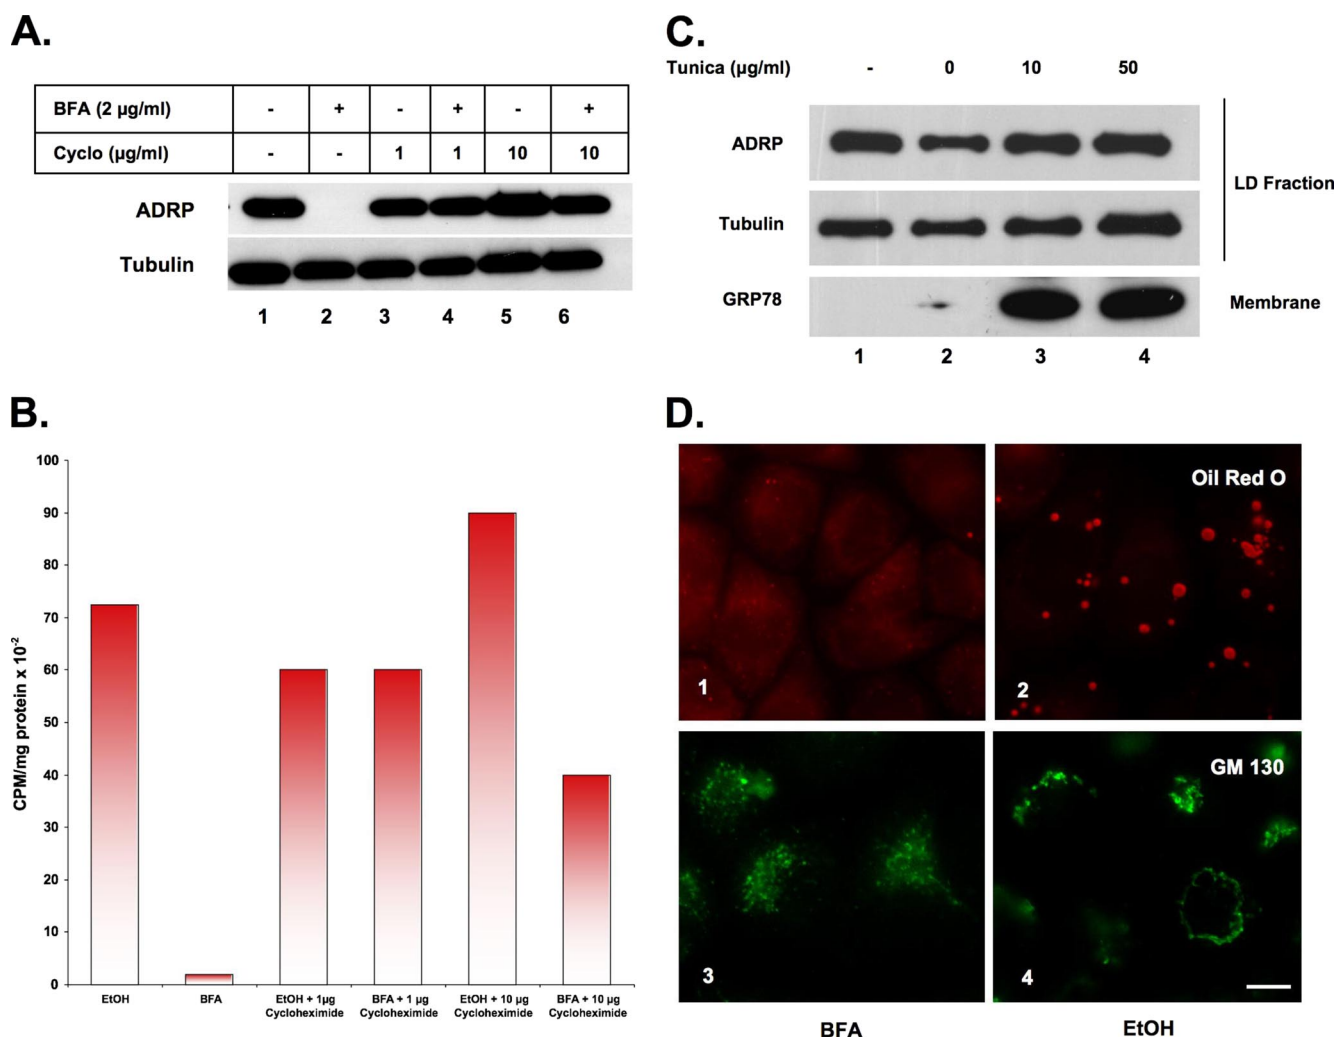 A.
BFA (2 µg/ml) - + - + - +
Cyclo (µg/ml) - - 1 1 10 10
ADRP
Tubulin
1 2 3 4 5 6
B.
100
90
80
70
60
50
40
30
20
10
0
CPM/mg protein x 10-2
EtOH
BFA
EtOH + 1µg
Cycloheximide
BFA + 1 µg
Cycloheximide
EtOH + 10 µg
Cycloheximide
BFA + 10 µg
Cycloheximide
C.
Tunica (µg/ml) - 0 10 50
ADRP
Tubulin
LD Fraction
GRP78
Membrane
1 2 3 4
D.
Oil Red O
1
2
GM 130
3
4
BFA
EtOH